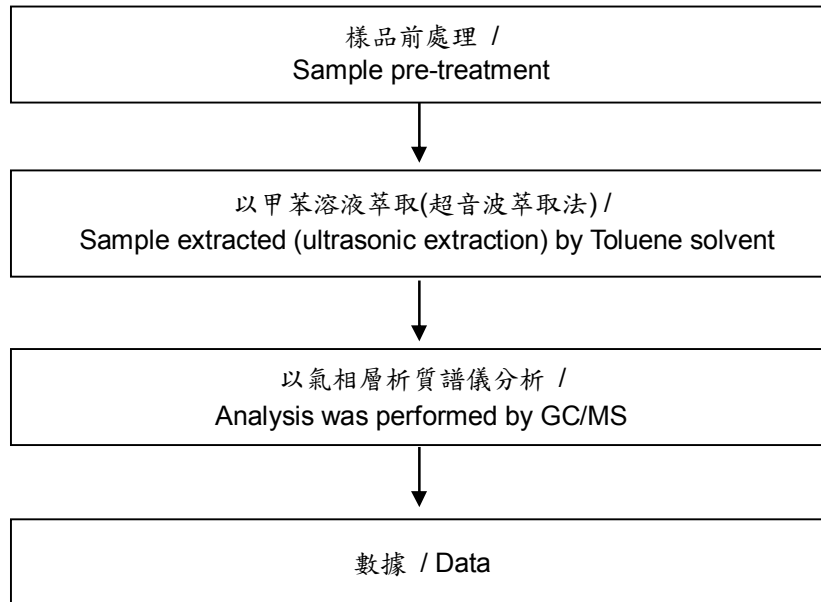 樣品前處理 /
Sample pre-treatment
以甲苯溶液萃取(超音波萃取法) /
Sample extracted (ultrasonic extraction) by Toluene solvent
以氣相層析質譜儀分析 /
Analysis was performed by GC/MS
數據 / Data